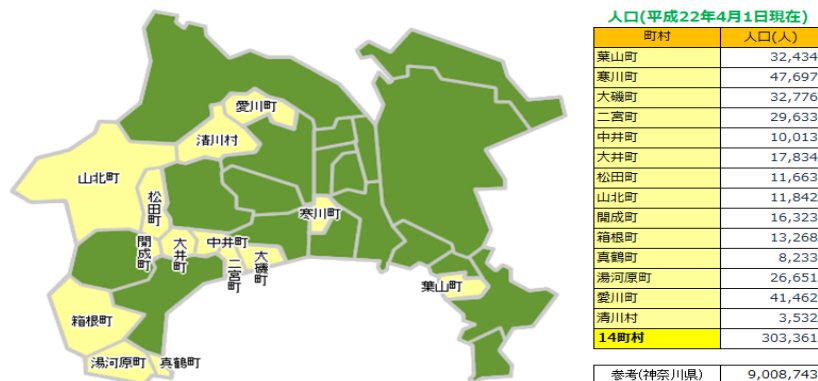 愛川町
清川村
山北町
松田町
寒川町
開成町
大井町
中井町
二宮町
大磯町
葉山町
箱根町
湯河原町
真鶴町
人口(平成22年4月1日現在)
町村 人口(人)
葉山町 32,434
寒川町 47,697
大磯町 32,776
二宮町 29,633
中井町 10,013
大井町 17,834
松田町 11,663
山北町 11,842
開成町 16,323
箱根町 13,268
真鶴町 8,233
湯河原町 26,651
愛川町 41,462
清川村 3,532
14町村 303,361
参考(神奈川県) 9,008,743